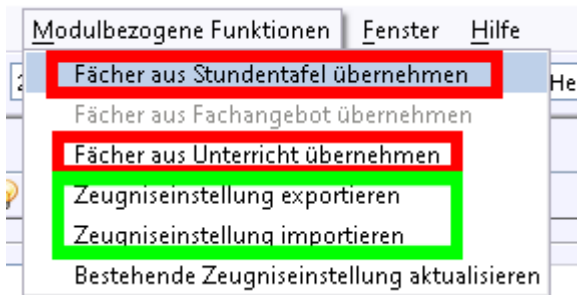 Modulbezogene Funktionen Fenster Hilfe
Fächer aus Stundentafel übernehmen
He
Fächer aus Fachangebot übernehmen
Fächer aus Unterricht übernehmen
Zeugniseinstellung exportieren
Zeugniseinstellung importieren
Bestehende Zeugniseinstellung aktualisieren